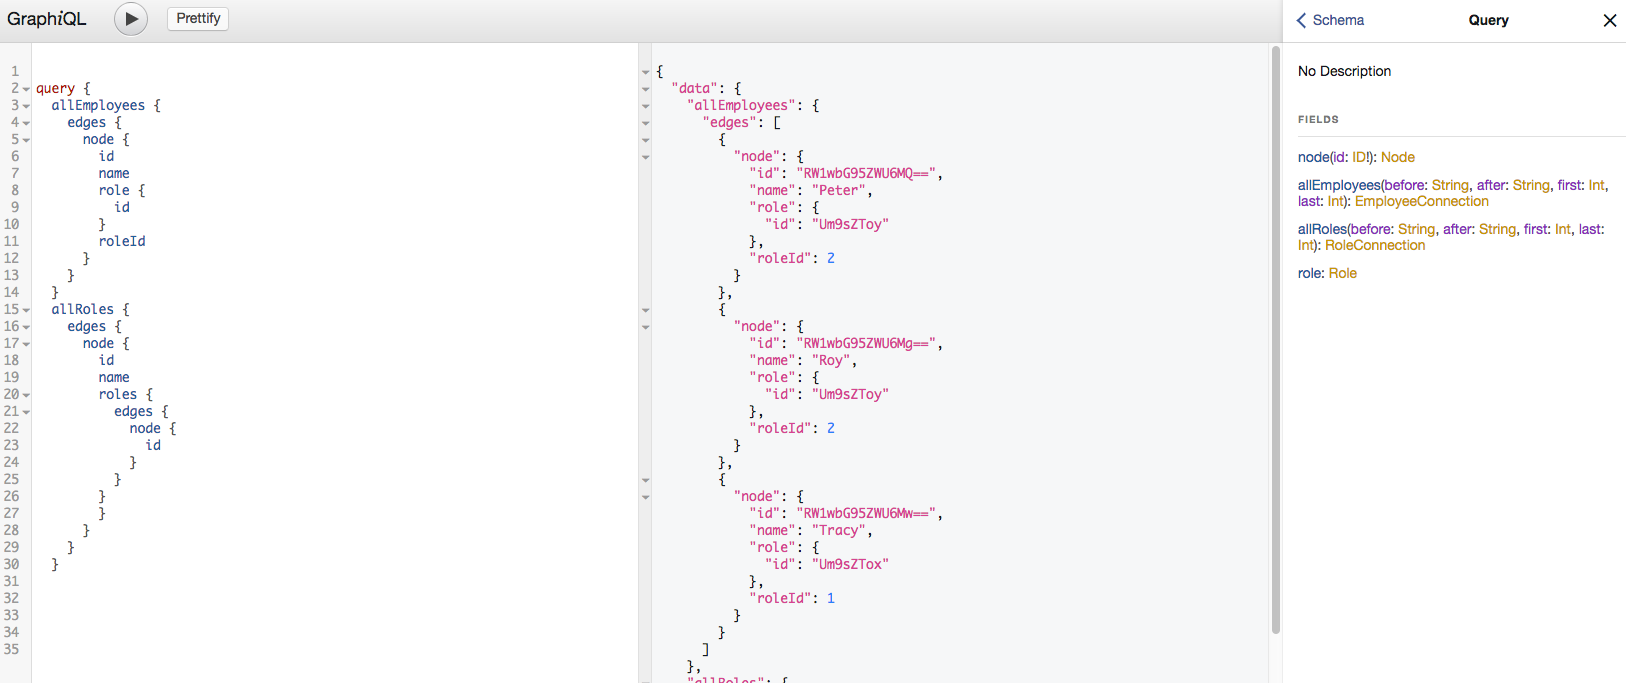 GraphiQL
Prettify
1
2 query {
3   allEmployees {
4     edges {
5       node {
6         id
7         name
8         role {
9           id
10         }
11         roleId
12       }
13     }
14   }
15   allRoles {
16     edges {
17       node {
18         id
19         name
20         roles {
21           edges {
22             node {
23               id
24             }
25           }
26         }
27         }
28       }
29     }
30   }
31
32
33
34
35
{
  "data": {
    "allEmployees": {
      "edges": [
        {
          "node": {
            "id": "RW1wbG95ZWU6MQ==",
            "name": "Peter",
            "role": {
              "id": "Um9sZToy"
            },
            "roleId": 2
          }
        },
        {
          "node": {
            "id": "RW1wbG95ZWU6Mg==",
            "name": "Roy",
            "role": {
              "id": "Um9sZToy"
            },
            "roleId": 2
          }
        },
        {
          "node": {
            "id": "RW1wbG95ZWU6Mw==",
            "name": "Tracy",
            "role": {
              "id": "Um9sZTox"
            },
            "roleId": 1
          }
        }
      ]
    },
    "allRoles": {
Schema
Query
No Description
FIELDS
node(id: ID!): Node
allEmployees(before: String, after: String, first: Int,
last: Int): EmployeeConnection
allRoles(before: String, after: String, first: Int, last:
Int): RoleConnection
role: Role